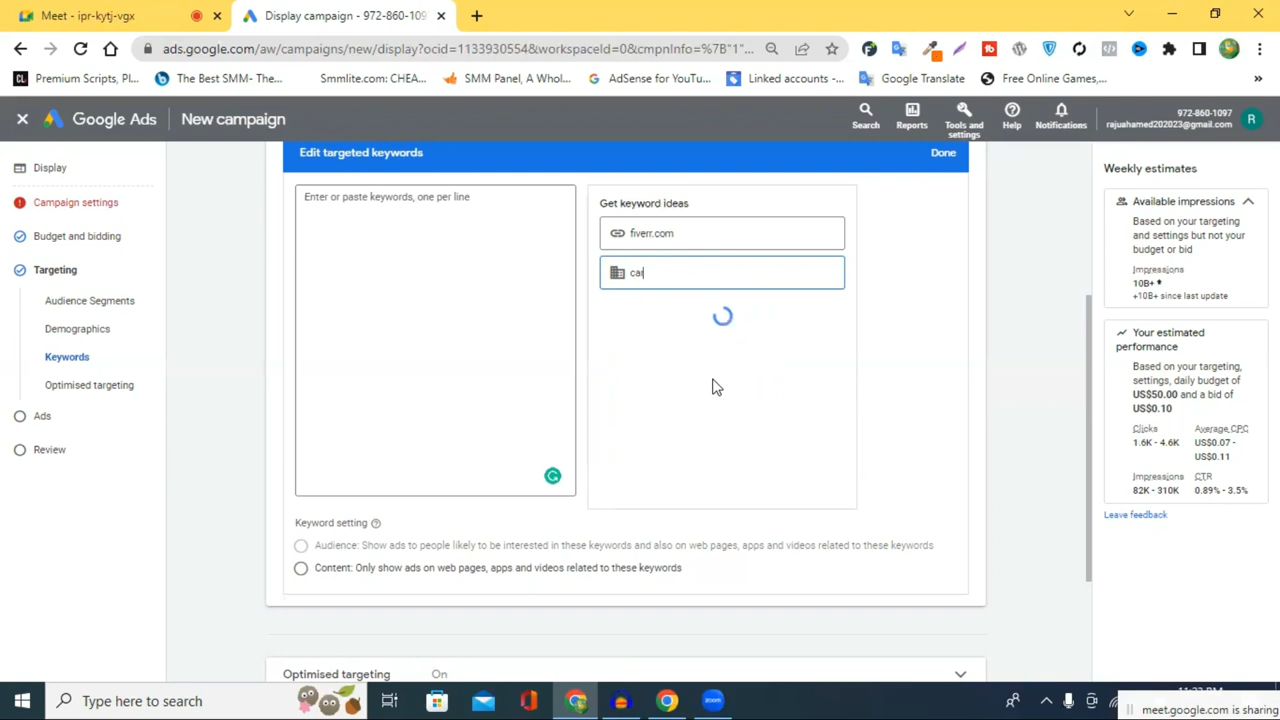 Meet - ipr-kytj-vgx
Display campaign - 972-860-109
ads.google.com/aw/campaigns/new/display?ocid=1133930554&workspaceId=0&cmpnInfo=%7B"1"...
Premium Scripts, Pl...
The Best SMM- The...
Smmlite.com: CHEA...
SMM Panel, A Whol...
AdSense for YouTu...
Linked accounts -...
Google Translate
Free Online Games,...
Google Ads
New campaign
Search
Reports
Tools and settings
Help
Notifications
972-860-1097
rajuahamed202023@gmail.com
R
Display
Campaign settings
Budget and bidding
Targeting
Audience Segments
Demographics
Keywords
Optimised targeting
Ads
Review
Edit targeted keywords
Done
Enter or paste keywords, one per line
Get keyword ideas
fiverr.com
car
Keyword setting
Audience: Show ads to people likely to be interested in these keywords and also on web pages, apps and videos related to these keywords
Content: Only show ads on web pages, apps and videos related to these keywords
Optimised targeting On
Weekly estimates
Available impressions
Based on your targeting
and settings but not your
budget or bid
Impressions
10B+
+10B+ since last update
Your estimated
performance
Based on your targeting,
settings, daily budget of
US$50.00 and a bid of
US$0.10
Clicks
1.6K - 4.6K
Average CPC
US$0.07 -
US$0.11
Impressions
82K - 310K
CTR
0.89% - 3.5%
Leave feedback
Type here to search
zoom
meet.google.com is sharing